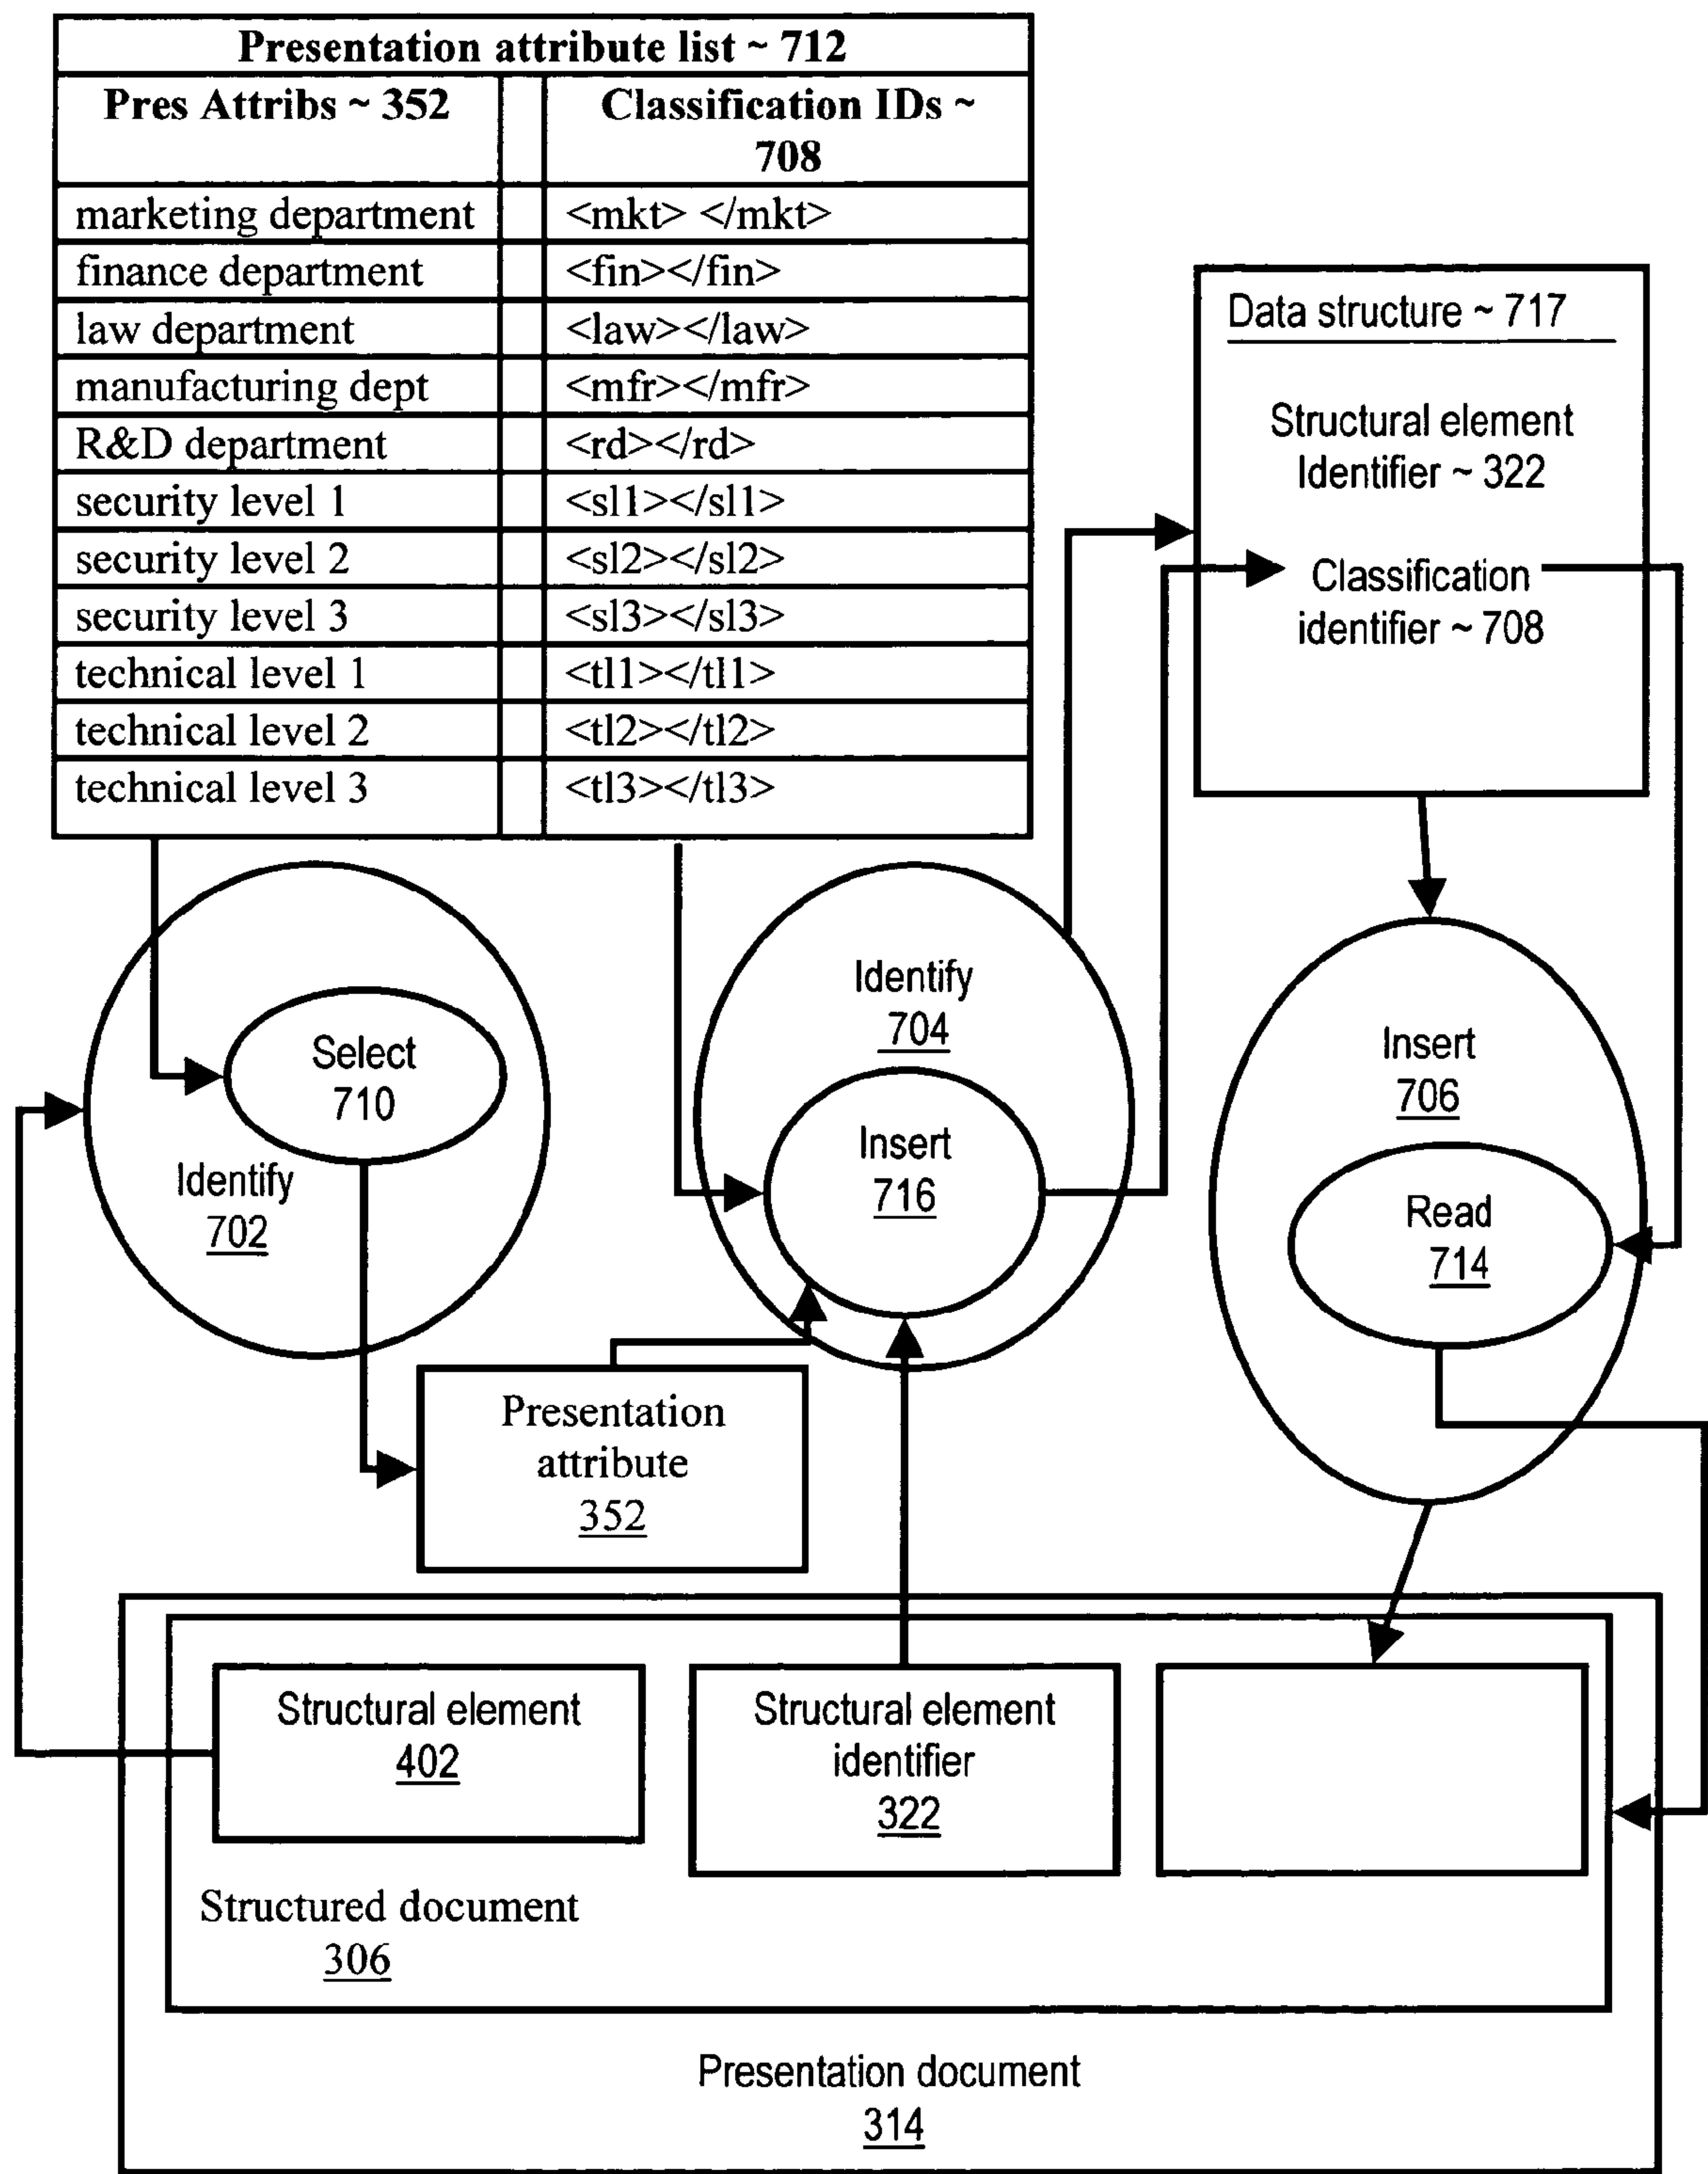 Presentation attribute list ~ 712
Pres Attribs ~ 352
Classification IDs ~
708
marketing department
<mkt> </mkt>
finance department
<fin></fin>
law department
<law></law>
manufacturing dept
<mfr></mfr>
R&D department
<rd></rd>
security level 1
<sl1></sl1>
security level 2
<sl2></sl2>
security level 3
<sl3></sl3>
technical level 1
<tl1></tl1>
technical level 2
<tl2></tl2>
technical level 3
<tl3></tl3>
Data structure ~ 717
Structural element
Identifier ~ 322
Classification
identifier ~ 708
Select
710
Identify
702
Identify
704
Insert
716
Insert
706
Read
714
Presentation
attribute
352
Structural element
402
Structural element
identifier
322
Structured document
306
Presentation document
314